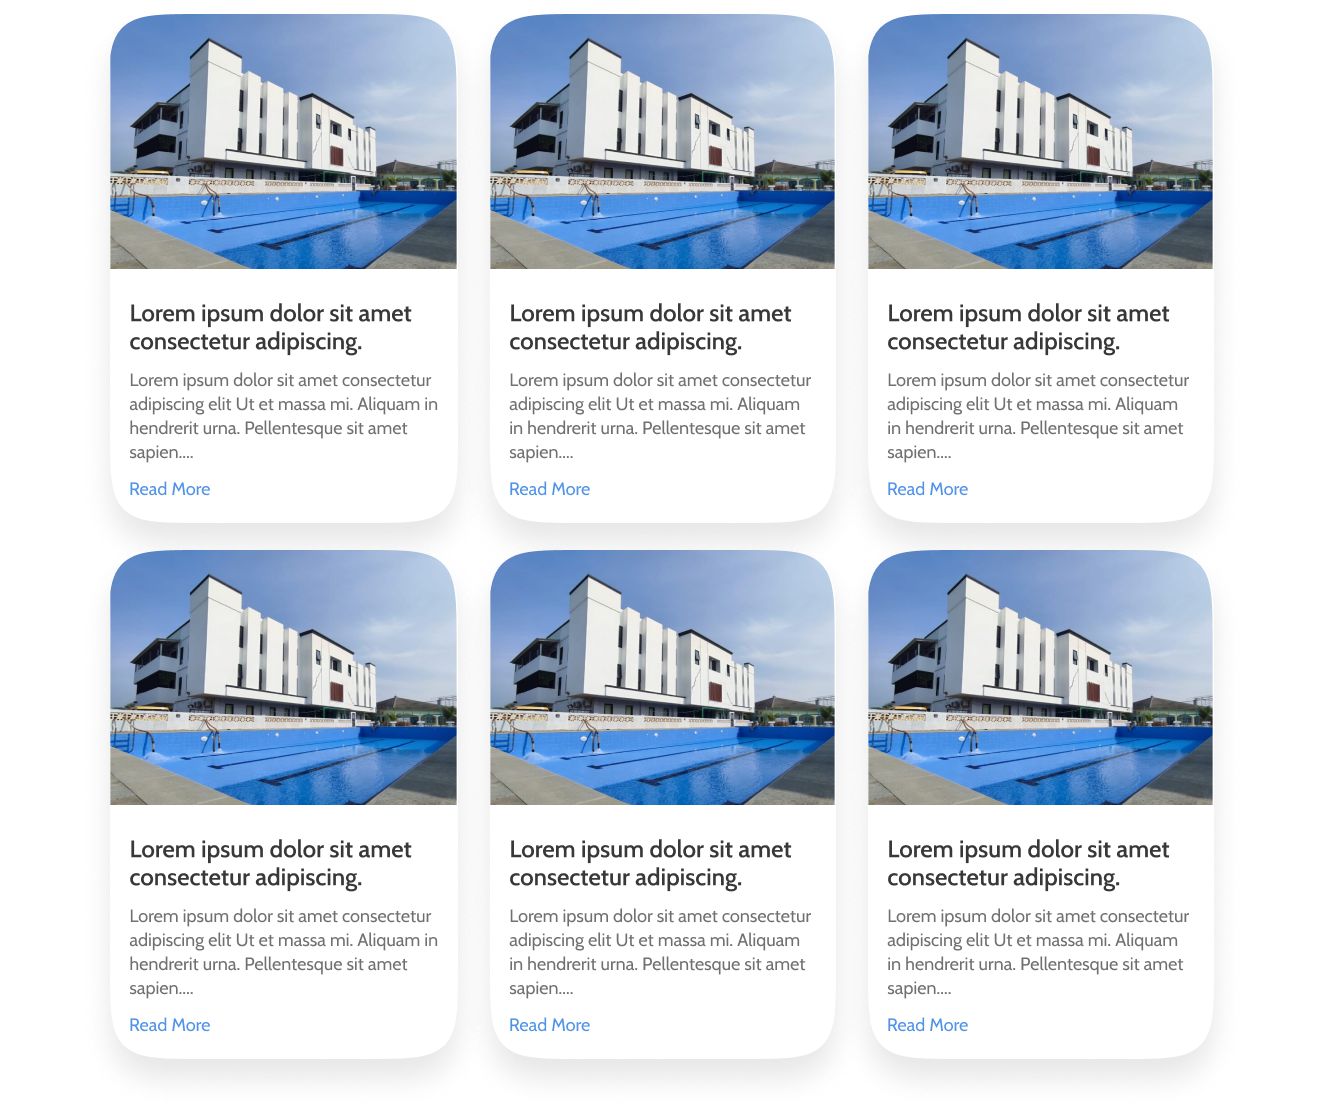 Lorem ipsum dolor sit amet
consectetur adipiscing.
Lorem ipsum dolor sit amet consectetur
adipiscing elit Ut et massa mi. Aliquam in
hendrerit urna. Pellentesque sit amet
sapien....
Read More
Lorem ipsum dolor sit amet
consectetur adipiscing.
Lorem ipsum dolor sit amet consectetur
adipiscing elit Ut et massa mi. Aliquam
in hendrerit urna. Pellentesque sit amet
sapien....
Read More
Lorem ipsum dolor sit amet
consectetur adipiscing.
Lorem ipsum dolor sit amet consectetur
adipiscing elit Ut et massa mi. Aliquam
in hendrerit urna. Pellentesque sit amet
sapien....
Read More
Lorem ipsum dolor sit amet
consectetur adipiscing.
Lorem ipsum dolor sit amet consectetur
adipiscing elit Ut et massa mi. Aliquam in
hendrerit urna. Pellentesque sit amet
sapien....
Read More
Lorem ipsum dolor sit amet
consectetur adipiscing.
Lorem ipsum dolor sit amet consectetur
adipiscing elit Ut et massa mi. Aliquam
in hendrerit urna. Pellentesque sit amet
sapien....
Read More
Lorem ipsum dolor sit amet
consectetur adipiscing.
Lorem ipsum dolor sit amet consectetur
adipiscing elit Ut et massa mi. Aliquam
in hendrerit urna. Pellentesque sit amet
sapien....
Read More